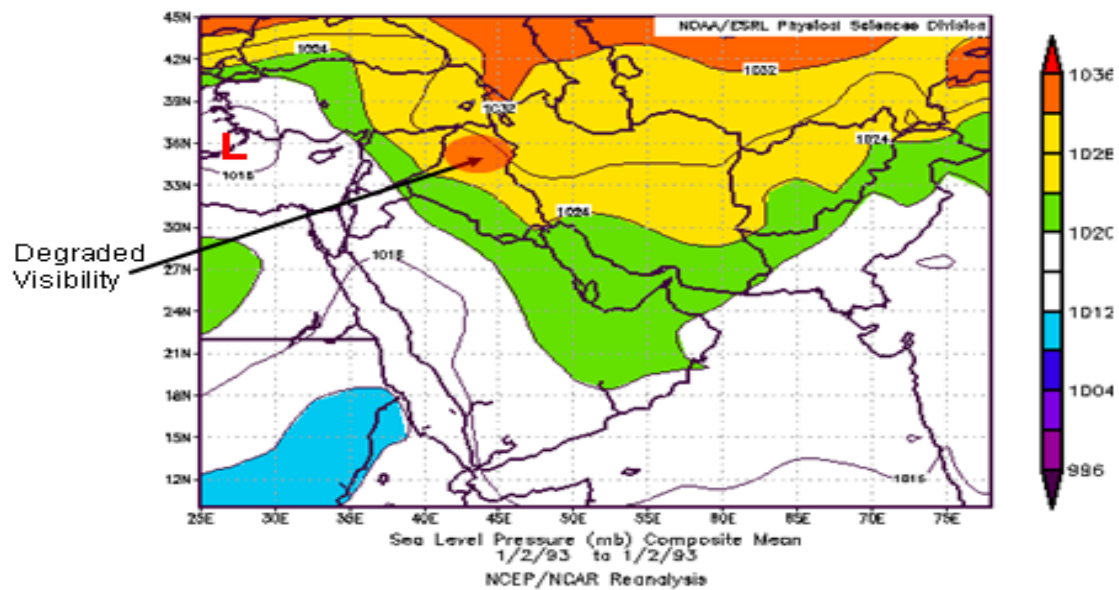 45N
NOAA/ESRL Physical Sciences Division
42N
1024
1032
39N
1032
36N
L
1024
33N
1016
30N
1024
Degraded
Visibility
27N
1016
24N
21N
18N
15N
12N
1016
25E 30E 35E 40E 45E 50E 55E 60E 65E 70E 75E
Sea Level Pressure (mb) Composite Mean
1/2/93 to 1/2/93
NCEP/NCAR Reanalysis
1036
1028
1020
1012
1004
996